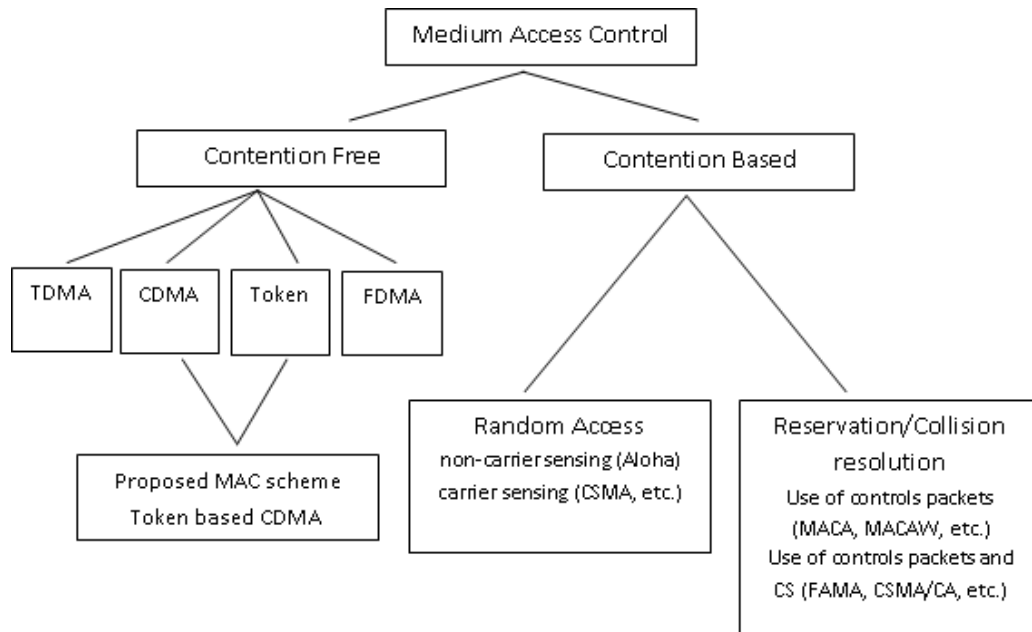 Medium Access Control
Contention Free
Contention Based
TDMA
CDMA
Token
FDMA
Proposed MAC scheme
Token based CDMA
Random Access
non-carrier sensing (Aloha)
carrier sensing (CSMA, etc.)
Reservation/Collision
resolution
Use of controls packets
(MACA, MACAW, etc.)
Use of controls packets and
CS (FAMA, CSMA/CA, etc.)